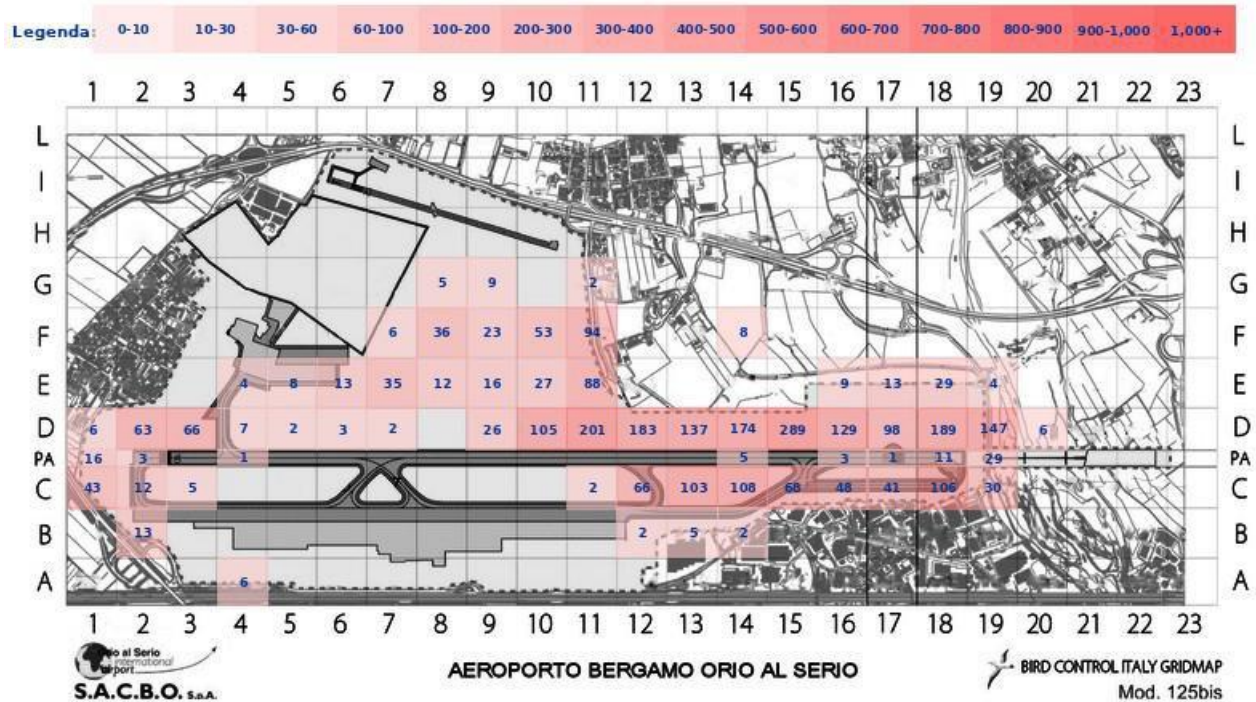 Legenda: 0-10 10-30 30-60 60-100 100-200 200-300 300-400 400-500 500-600 600-700 700-800 800-900 900-1,000 1,000+
1 2 3 4 5 6 7 8 9 10 11 12 13 14 15 16 17 18 19 20 21 22 23
L L
I I
H H
G 5 9 2 G
F 6 36 23 53 94 8 F
E 4 8 13 35 12 16 27 88 9 13 29 4 E
D 6 63 66 7 2 3 2 26 105 201 183 137 174 289 129 98 189 147 6 D
PA 16 3 1 5 3 1 11 29 PA
C 43 12 5 2 66 103 108 68 48 41 106 30 C
B 13 2 5 2 B
A 6 A
1 2 3 4 5 6 7 8 9 10 11 12 13 14 15 16 17 18 19 20 21 22 23
Orio al Serio
international
airport
S.A.C.B.O. S.p.A.
AEROPORTO BERGAMO ORIO AL SERIO
BIRD CONTROL ITALY GRIDMAP
Mod. 125bis